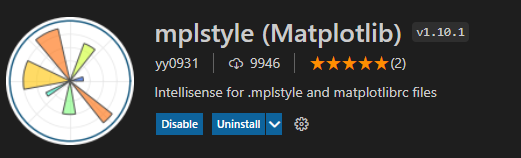 mplstyle (Matplotlib) v1.10.1
yy0931 9946 (2)
Intellisense for .mplstyle and matplotlibrc files
Disable Uninstall